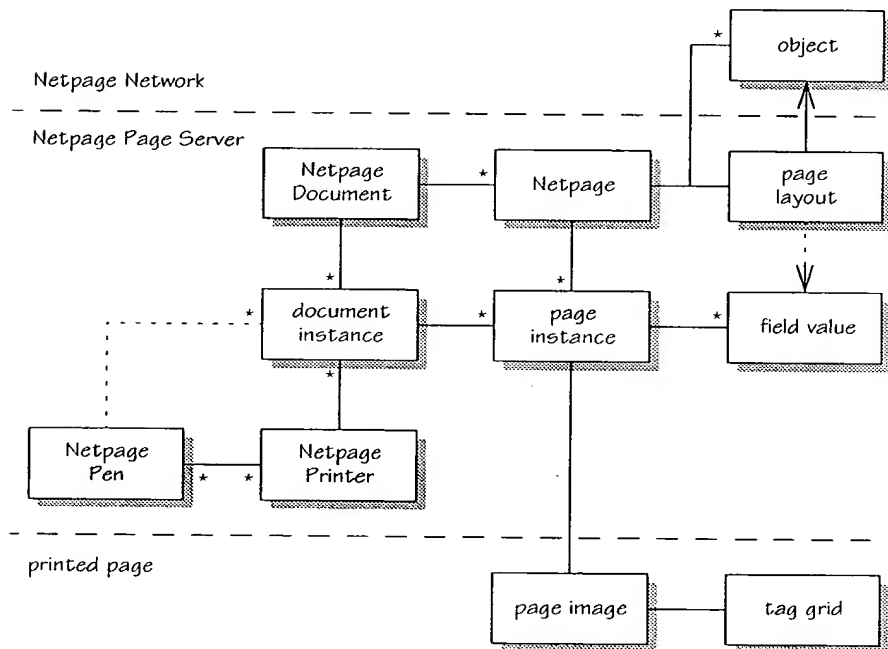 *
object
Netpage Network
Netpage Page Server
Netpage
Document
*
Netpage
page
layout
*
*
*
document
instance
*
page
instance
*
field value
*
Netpage
Pen
*
*
Netpage
Printer
printed page
page image
tag grid